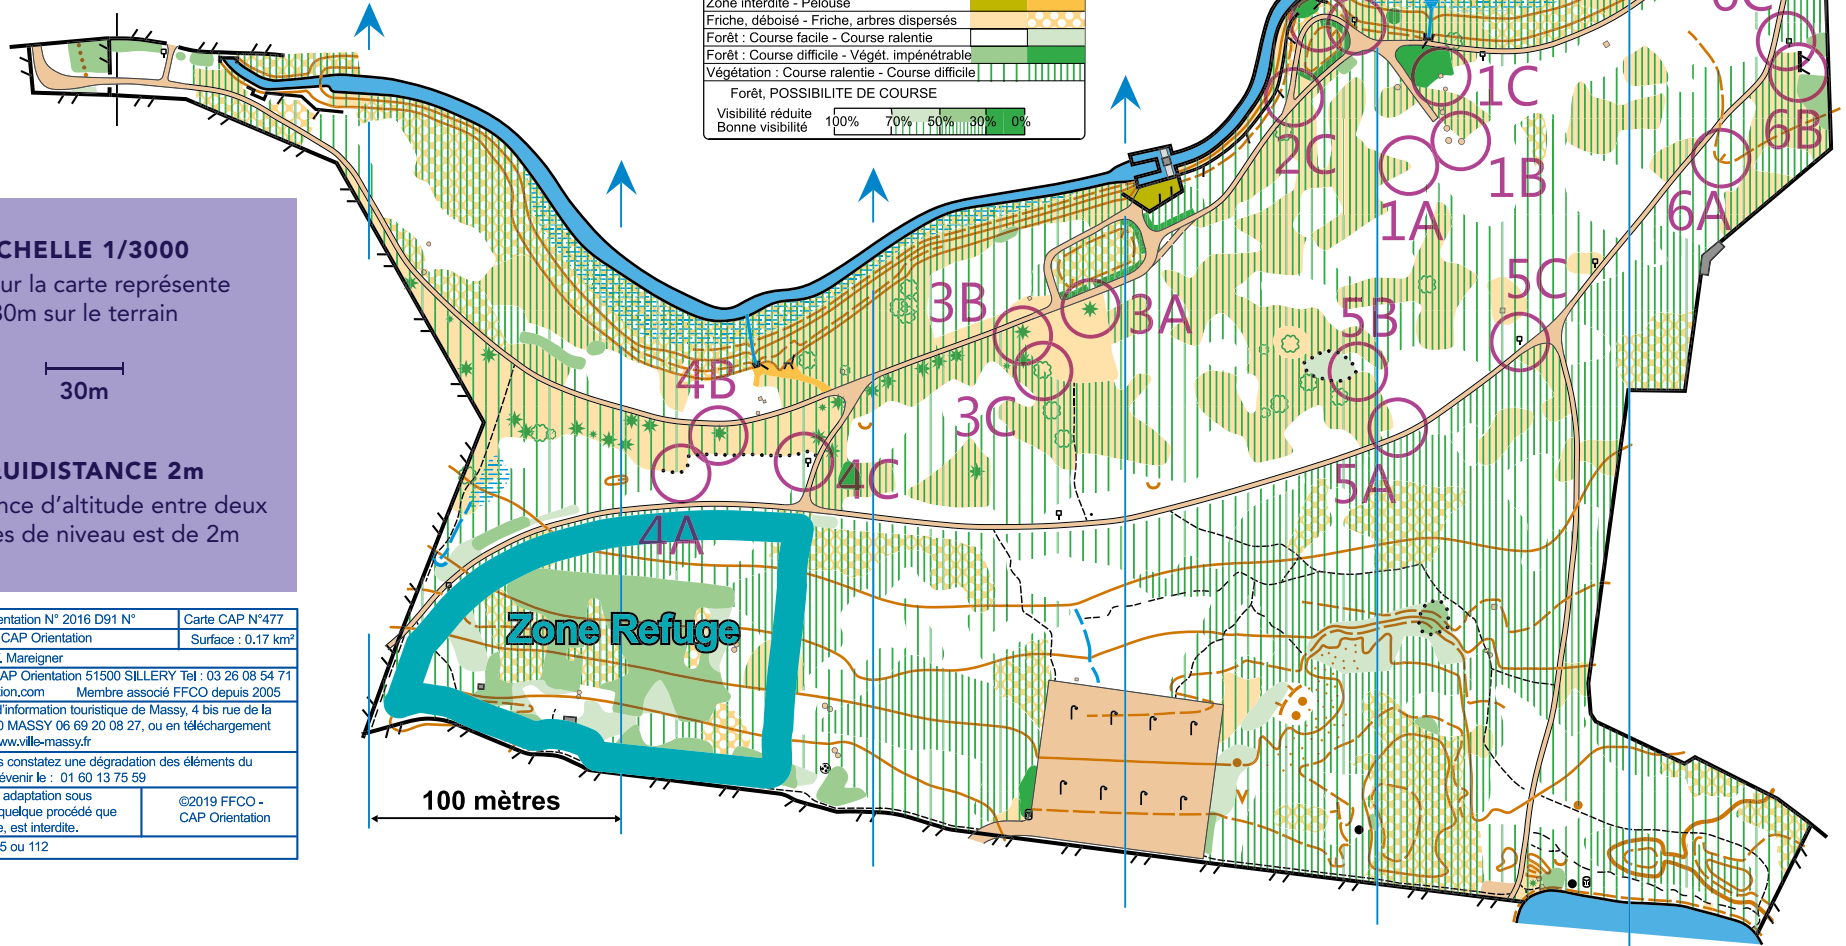 Zone interdite - Pelouse
Friche, déboisé - Friche, arbres dispersés
Forêt : Course facile - Course ralentie
Forêt : Course difficile - Végét. impénétrable
Végétation : Course ralentie - Course difficile
Forêt, POSSIBILITE DE COURSE
Visibilité réduite
Bonne visibilité
100% 70% 50% 30% 0%
6C
1C
6B
2C
1B
6A
1A
5C
3B
3A
5B
4B
3C
4C
5A
4A
CHELLE 1/3000
ur la carte représente
30m sur le terrain
30m
UIDISTANCE 2m
nce d'altitude entre deux
es de niveau est de 2m
Zone Refuge
100 mètres
entation N° 2016 D91 N° Carte CAP N°477
CAP Orientation Surface : 0.17 km²
. Mareigner
AP Orientation 51500 SILLERY Tel : 03 26 08 54 71
tion.com Membre associé FFCO depuis 2005
d'information touristique de Massy, 4 bis rue de la
0 MASSY 06 69 20 08 27, ou en téléchargement
ww.ville-massy.fr
s constatez une dégradation des éléments du
évenir le : 01 60 13 75 59
adaptation sous
quelque procédé que
e, est interdite.
©2019 FFCO -
CAP Orientation
5 ou 112